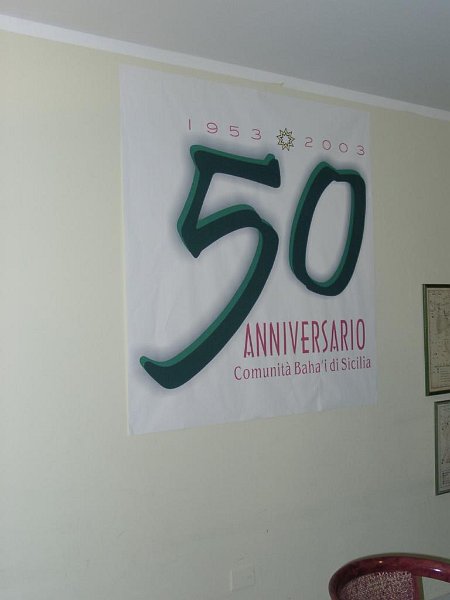 1953 2003
50
ANNIVERSARIO
Comunità Baha'i di Sicilia